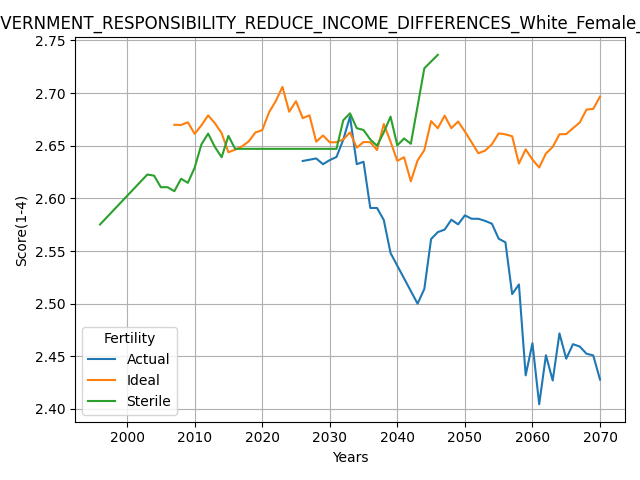 VERNMENT_RESPONSIBILITY_REDUCE_INCOME_DIFFERENCES_White_Female_
2.75
2.70
2.65
2.60
2.55
2.50
2.45
2.40
Score(1-4)
Fertility
Actual
Ideal
Sterile
2000 2010 2020 2030 2040 2050 2060 2070
Years